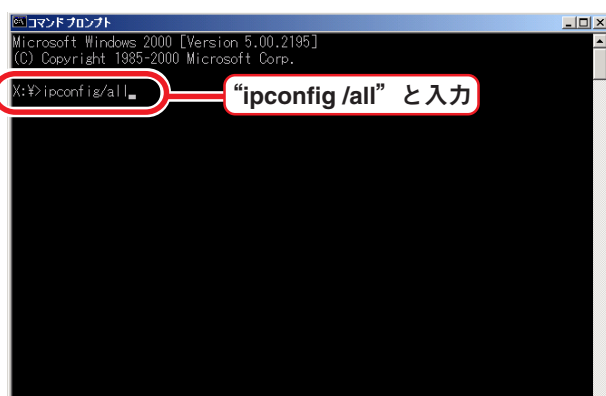 コマンド プロンプト
Microsoft Windows 2000 [Version 5.00.2195]
(C) Copyright 1985-2000 Microsoft Corp.
X:¥>ipconfig/all
“ipconfig /all” と入力